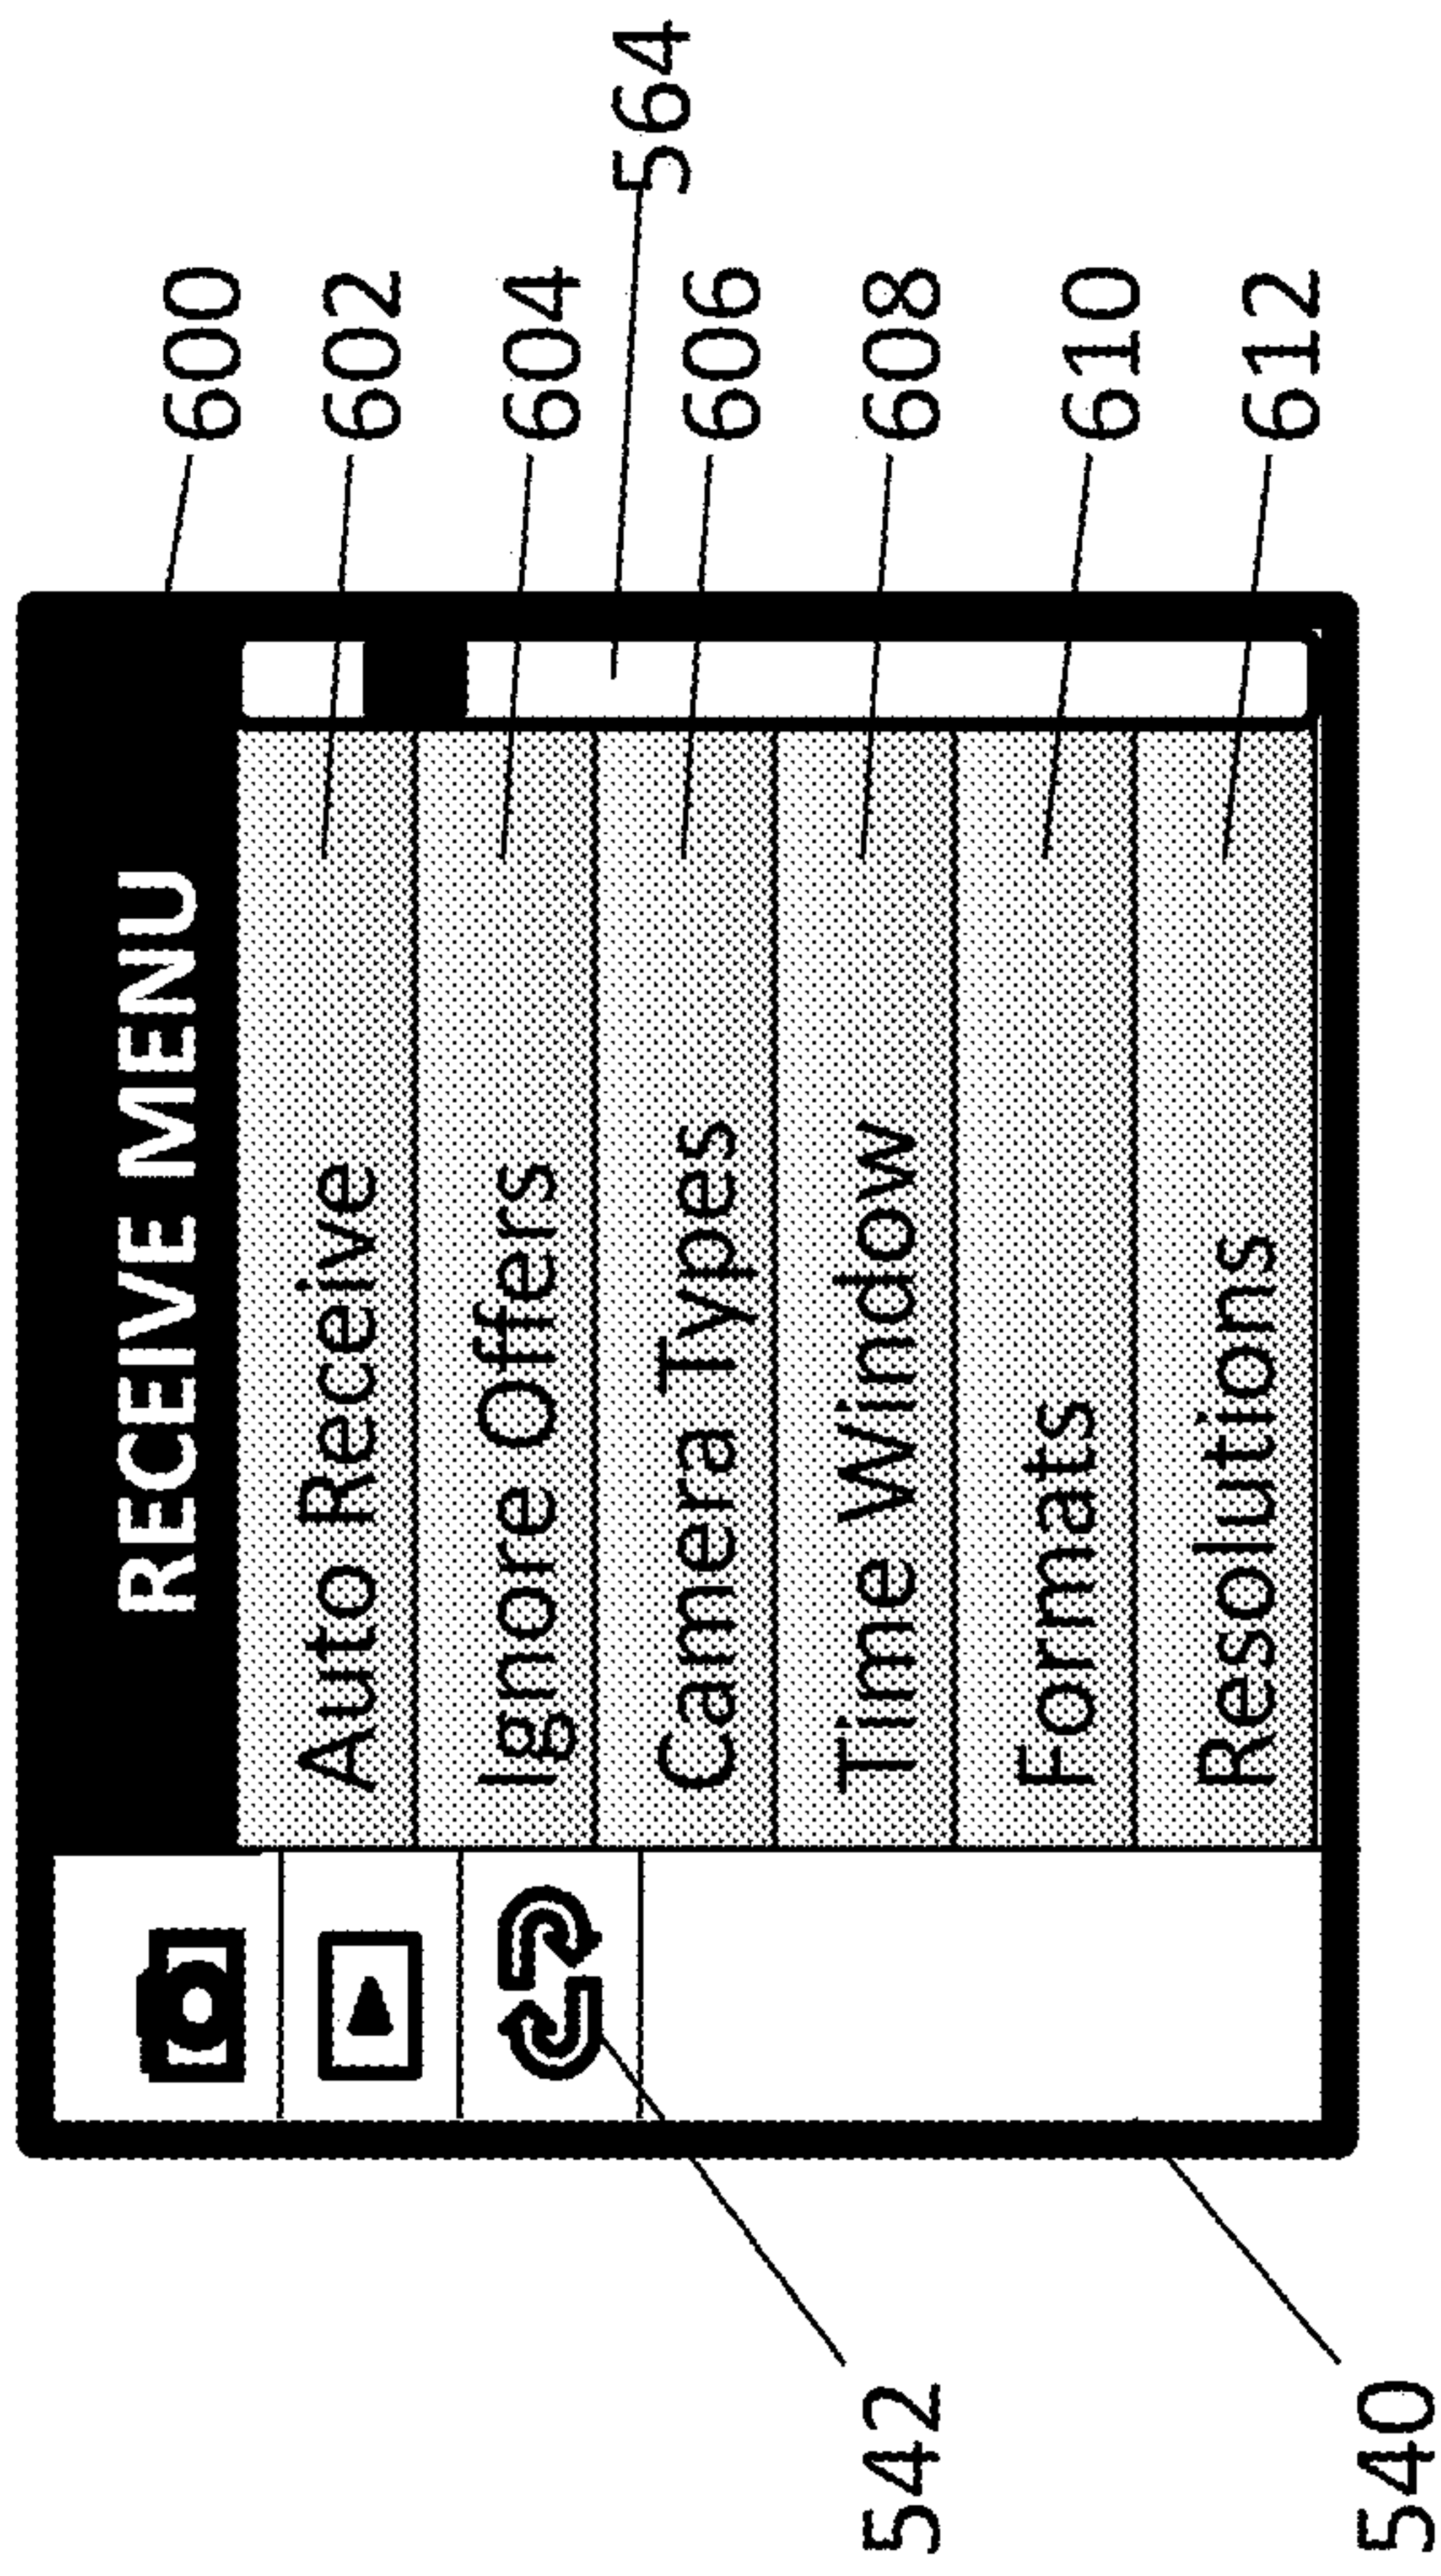 RECEIVE MENU
600
Auto Receive
602
Ignore Offers
604
564
Camera Types
606
Time Window
608
Formats
610
Resolutions
612
542
540